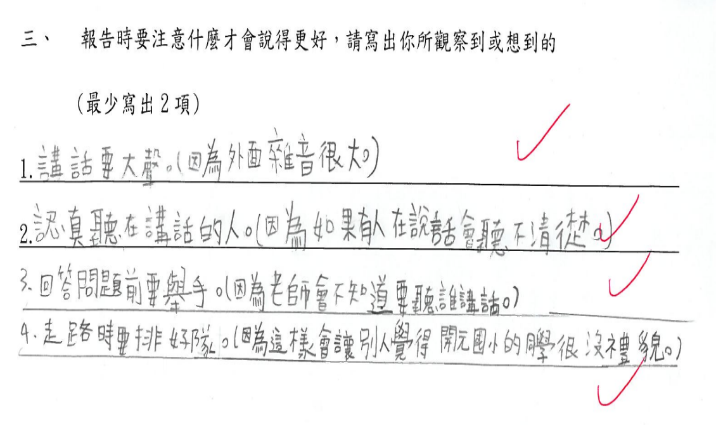 三、 報告時要注意什麼才會說得更好，請寫出你所觀察到或想到的
(最少寫出2項)
1.講話要大聲。(因為外面雜音很大。)
2.認真聽在講話的人。(因為如果有人在說話會聽不清楚。)
3.回答問題前要舉手。(因為老師會不知道要聽誰講話。)
4.走路時要排好隊。(因為這樣會讓別人覺得開元國小的同學很沒禮貌。)